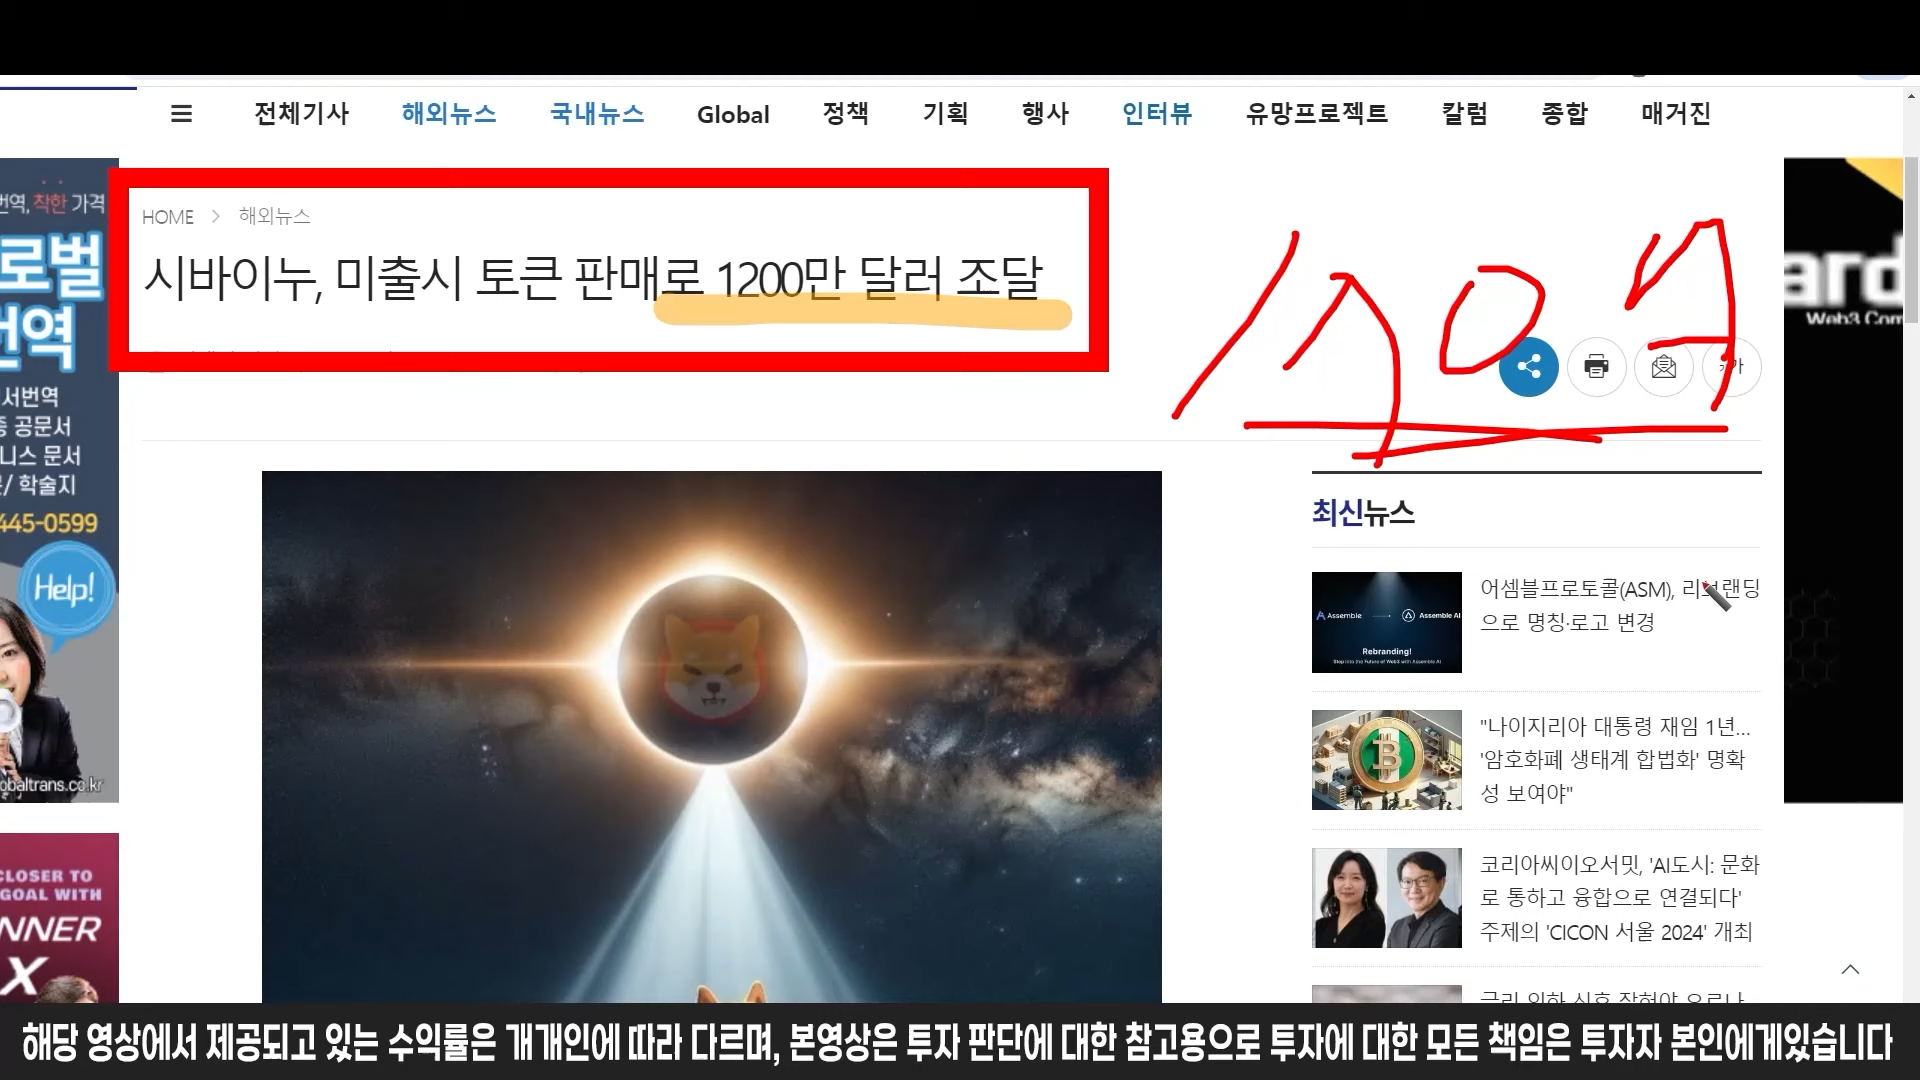 전체기사 해외뉴스 국내뉴스 Global 정책 기획 행사 인터뷰 유망프로젝트 칼럼 종합 매거진
HOME > 해외뉴스
시바이누, 미출시 토큰 판매로 1200만 달러 조달
번역, 착한 가격
로벌
번역
서번역
공문서
니스 문서
/ 학술지
445-0599
Help!
obaltrans.co.kr
CLOSER TO
GOAL WITH
NNER
X
ard
Web3 Com
최신뉴스
Assemble
Assemble AI
Rebranding!
Step into the Future of Web3 with Assemble AI
어셈블프로토콜(ASM), 리브랜딩
으로 명칭·로고 변경
"나이지리아 대통령 재임 1년...
'암호화폐 생태계 합법화' 명확
성 보여야"
코리아씨이오서밋, 'AI도시: 문화
로 통하고 융합으로 연결되다'
주제의 'CICON 서울 2024' 개최
해당 영상에서 제공되고 있는 수익률은 개개인에 따라 다르며, 본영상은 투자 판단에 대한 참고용으로 투자에 대한 모든 책임은 투자자 본인에게있습니다